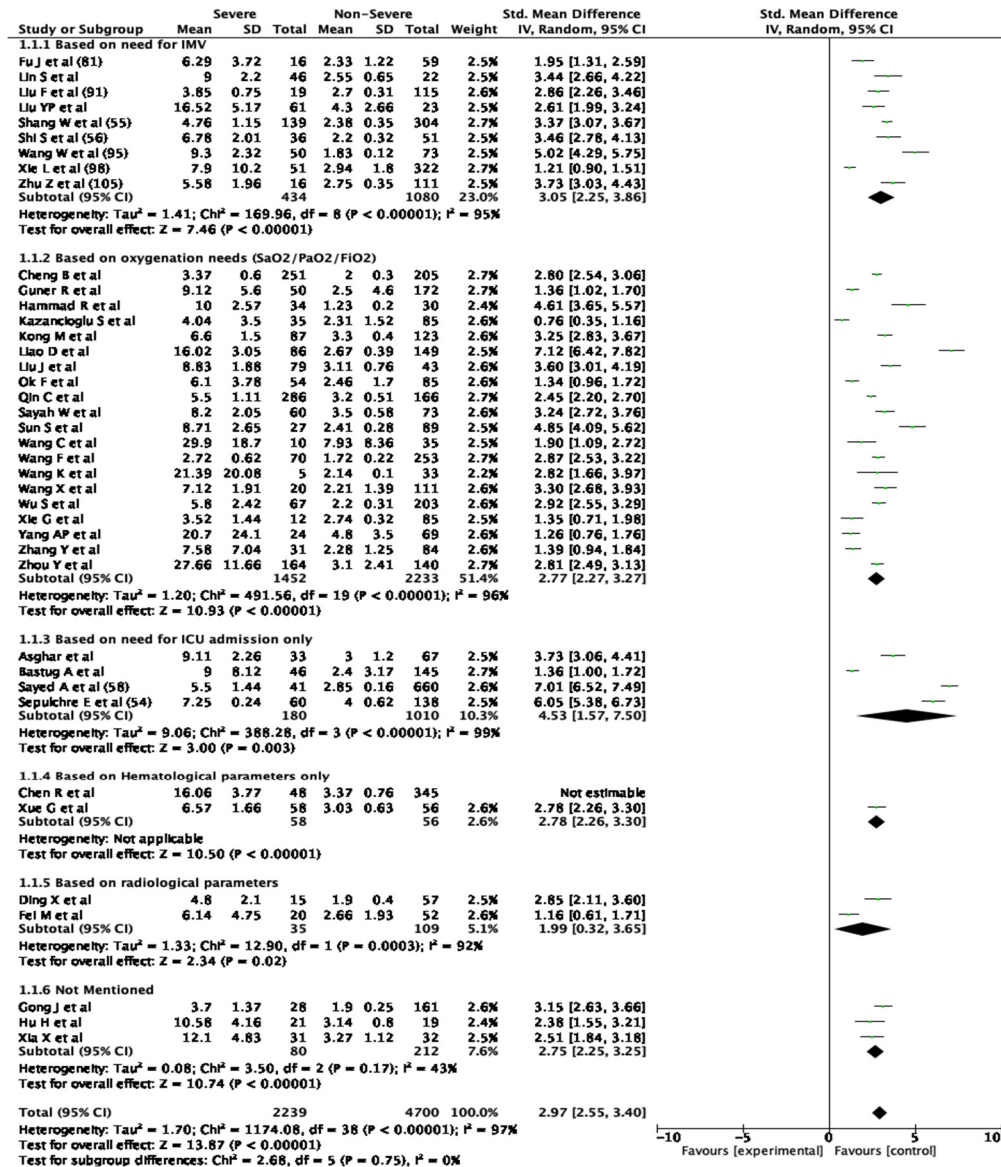 Severe Non-Severe Std. Mean Difference Std. Mean Difference
Study or Subgroup Mean SD Total Mean SD Total Weight IV, Random, 95% CI IV, Random, 95% CI
1.1.1 Based on need for IMV
Fu J et al (81) 6.29 3.72 16 2.33 1.22 59 2.5% 1.95 [1.31, 2.59]
Lin S et al 9 2.2 46 2.55 0.65 22 2.5% 3.44 [2.66, 4.22]
Liu F et al (91) 3.85 0.75 19 2.7 0.31 115 2.6% 2.86 [2.26, 3.46]
Liu YP et al 16.52 5.17 61 4.3 2.66 23 2.5% 2.61 [1.99, 3.24]
Shang W et al (55) 4.76 1.15 139 2.38 0.35 304 2.7% 3.37 [3.07, 3.67]
Shi S et al (56) 6.78 2.01 36 2.2 0.32 51 2.5% 3.46 [2.78, 4.13]
Wang W et al (95) 9.3 2.32 50 1.83 0.12 73 2.5% 5.02 [4.29, 5.75]
Xie L et al (98) 7.9 10.2 51 2.94 1.8 322 2.7% 1.21 [0.90, 1.51]
Zhu Z et al (105) 5.58 1.96 16 2.75 0.35 111 2.5% 3.73 [3.03, 4.43]
Subtotal (95% CI) 434 1080 23.0% 3.05 [2.25, 3.86]
Heterogeneity: Tau² = 1.41; Chi² = 169.96, df = 8 (P < 0.00001); I² = 95%
Test for overall effect: Z = 7.46 (P < 0.00001)
1.1.2 Based on oxygenation needs (SaO2/PaO2/FiO2)
Cheng B et al 3.37 0.6 251 2 0.3 205 2.7% 2.80 [2.54, 3.06]
Guner R et al 9.12 5.6 50 2.5 4.6 172 2.7% 1.36 [1.02, 1.70]
Hammad R et al 10 2.57 34 1.23 0.2 30 2.4% 4.61 [3.65, 5.57]
Kazancioglu S et al 4.04 3.5 35 2.31 1.52 85 2.6% 0.76 [0.35, 1.16]
Kong M et al 6.6 1.5 87 3.3 0.4 123 2.6% 3.25 [2.83, 3.67]
Liao D et al 16.02 3.05 86 2.67 0.39 149 2.5% 7.12 [6.42, 7.82]
Liu J et al 8.83 1.88 79 3.11 0.76 43 2.6% 3.60 [3.01, 4.19]
Ok F et al 6.1 3.78 54 2.46 1.7 85 2.6% 1.34 [0.96, 1.72]
Qin C et al 5.5 1.11 286 3.2 0.51 166 2.7% 2.45 [2.20, 2.70]
Sayah W et al 8.2 2.05 60 3.5 0.58 73 2.6% 3.24 [2.72, 3.76]
Sun S et al 8.71 2.65 27 2.41 0.28 89 2.5% 4.85 [4.09, 5.62]
Wang C et al 29.9 18.7 10 7.93 8.36 35 2.5% 1.90 [1.09, 2.72]
Wang F et al 2.72 0.62 70 1.72 0.22 253 2.6% 2.87 [2.53, 3.22]
Wang K et al 21.39 20.08 5 2.14 0.1 33 2.2% 2.82 [1.66, 3.97]
Wang X et al 7.12 1.91 20 2.21 1.39 111 2.6% 3.30 [2.68, 3.93]
Wu S et al 5.8 2.42 67 2.2 0.31 203 2.6% 2.92 [2.55, 3.29]
Xie G et al 3.52 1.44 12 2.74 0.32 85 2.5% 1.35 [0.71, 1.98]
Yang AP et al 20.7 24.1 24 4.8 3.5 69 2.6% 1.26 [0.76, 1.76]
Zhang Y et al 7.58 7.04 31 2.28 1.25 84 2.6% 1.39 [0.94, 1.84]
Zhou Y et al 27.66 11.66 164 3.1 2.41 140 2.7% 2.81 [2.49, 3.13]
Subtotal (95% CI) 1452 2233 51.4% 2.77 [2.27, 3.27]
Heterogeneity: Tau² = 1.20; Chi² = 491.56, df = 19 (P < 0.00001); I² = 96%
Test for overall effect: Z = 10.93 (P < 0.00001)
1.1.3 Based on need for ICU admission only
Asghar et al 9.11 2.26 33 3 1.2 67 2.5% 3.73 [3.06, 4.41]
Bastug A et al 9 8.12 46 2.4 3.17 145 2.7% 1.36 [1.00, 1.72]
Sayed A et al (58) 5.5 1.44 41 2.85 0.16 660 2.6% 7.01 [6.52, 7.49]
Sepulchre E et al (54) 7.25 0.24 60 4 0.62 138 2.5% 6.05 [5.38, 6.73]
Subtotal (95% CI) 180 1010 10.3% 4.53 [1.57, 7.50]
Heterogeneity: Tau² = 9.06; Chi² = 388.28, df = 3 (P < 0.00001); I² = 99%
Test for overall effect: Z = 3.00 (P = 0.003)
1.1.4 Based on Hematological parameters only
Chen R et al 16.06 3.77 48 3.37 0.76 345 Not estimable
Xue G et al 6.57 1.66 58 3.03 0.63 56 2.6% 2.78 [2.26, 3.30]
Subtotal (95% CI) 58 56 2.6% 2.78 [2.26, 3.30]
Heterogeneity: Not applicable
Test for overall effect: Z = 10.50 (P < 0.00001)
1.1.5 Based on radiological parameters
Ding X et al 4.8 2.1 15 1.9 0.4 57 2.5% 2.85 [2.11, 3.60]
Fei M et al 6.14 4.75 20 2.66 1.93 52 2.6% 1.16 [0.61, 1.71]
Subtotal (95% CI) 35 109 5.1% 1.99 [0.32, 3.65]
Heterogeneity: Tau² = 1.33; Chi² = 12.90, df = 1 (P = 0.0003); I² = 92%
Test for overall effect: Z = 2.34 (P = 0.02)
1.1.6 Not Mentioned
Gong J et al 3.7 1.37 28 1.9 0.25 161 2.6% 3.15 [2.63, 3.66]
Hu H et al 10.58 4.16 21 3.14 0.8 19 2.4% 2.38 [1.55, 3.21]
Xia X et al 12.1 4.83 31 3.27 1.12 32 2.5% 2.51 [1.84, 3.18]
Subtotal (95% CI) 80 212 7.6% 2.75 [2.25, 3.25]
Heterogeneity: Tau² = 0.08; Chi² = 3.50, df = 2 (P = 0.17); I² = 43%
Test for overall effect: Z = 10.74 (P < 0.00001)
Total (95% CI) 2239 4700 100.0% 2.97 [2.55, 3.40]
Heterogeneity: Tau² = 1.70; Chi² = 1174.08, df = 38 (P < 0.00001); I² = 97%
Test for overall effect: Z = 13.87 (P < 0.00001)
Test for subgroup differences: Chi² = 2.68, df = 5 (P = 0.75), I² = 0%
-10 -5 0 5 10
Favours [experimental] Favours [control]